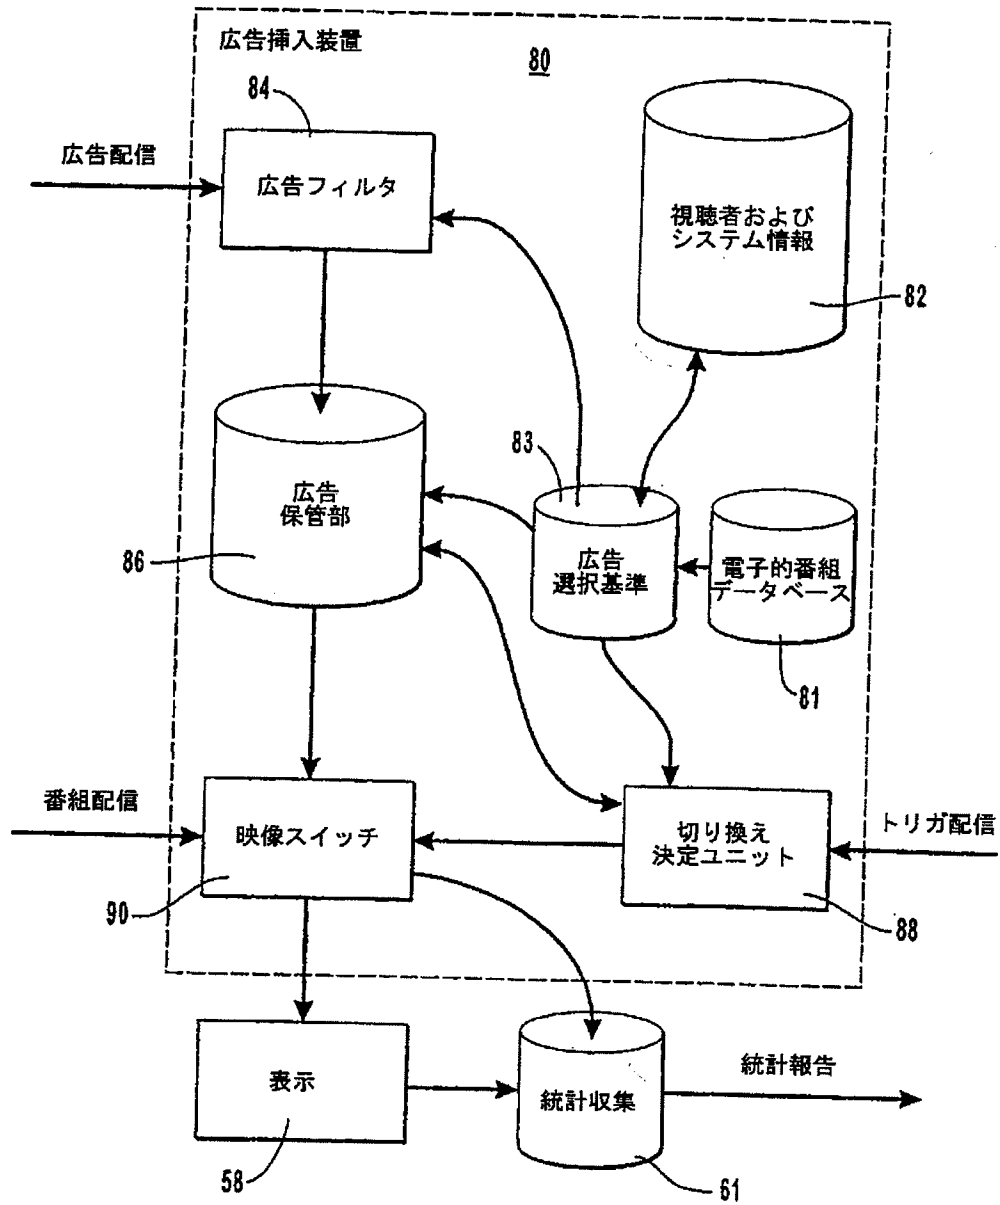 広告挿入装置
80
84
広告配信
広告フィルタ
視聴者および
システム情報
82
83
広告
保管部
86
広告
選択基準
電子的番組
データベース
81
番組配信
映像スイッチ
90
切り換え
決定ユニット
トリガ配信
88
表示
58
統計収集
統計報告
61